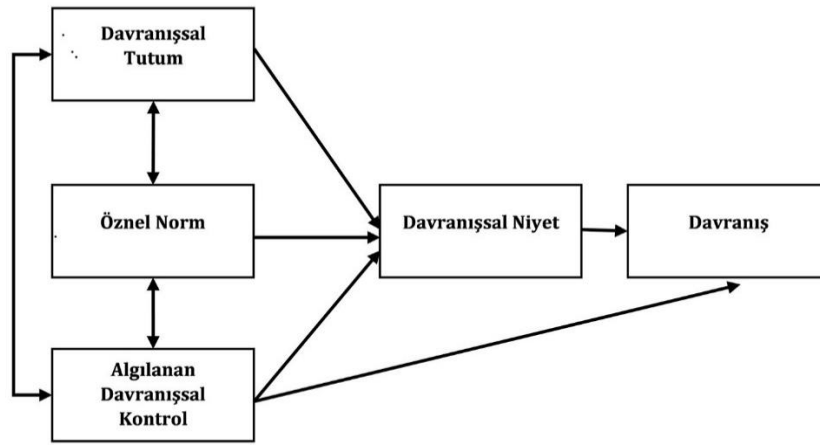 Davranışsal
Tutum
Öznel Norm
Davranışsal Niyet
Davranış
Algılanan
Davranışsal
Kontrol